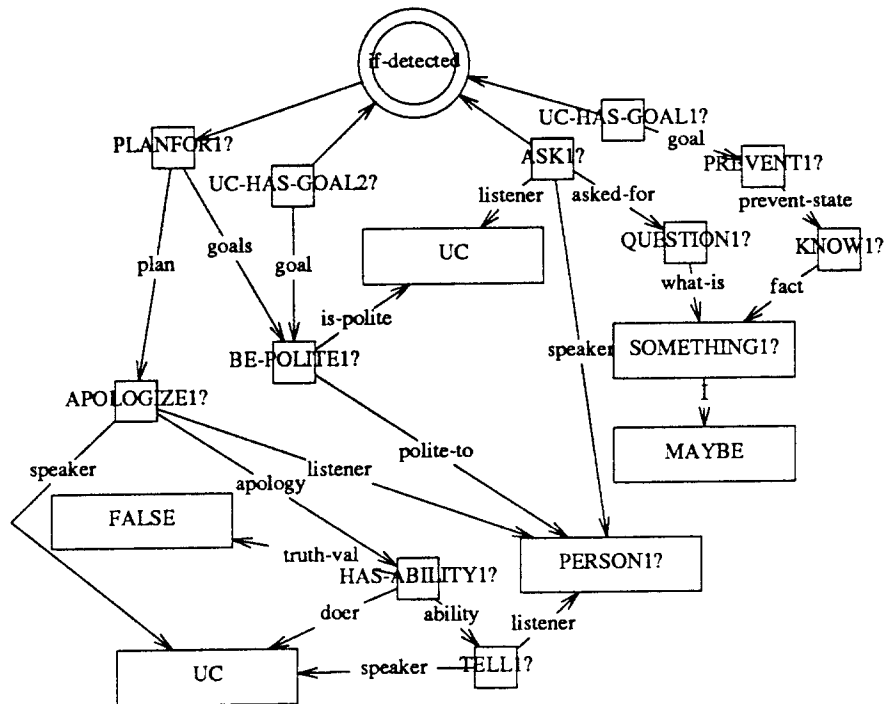 if-detected
UC-HAS-GOAL1?
PLANFOR1?
ASK1?
goal
PREVENT1?
UC-HAS-GOAL2?
listener
asked-for
prevent-state
goals
UC
QUESTION1?
KNOW1?
plan
goal
what-is
fact
is-polite
BE-POLITE1?
speaker
SOMETHING1?
APOLOGIZE1?
I
polite-to
MAYBE
speaker
listener
apology
FALSE
truth-val
HAS-ABILITY1?
PERSON1?
doer
ability
listener
UC
speaker
TELL1?